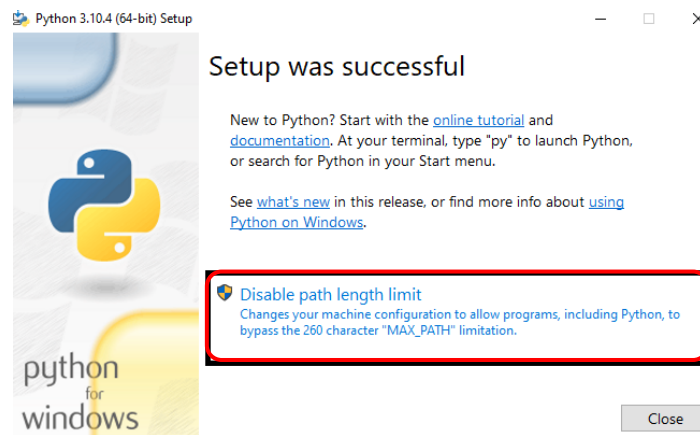 Python 3.10.4 (64-bit) Setup
Setup was successful
New to Python? Start with the online tutorial and
documentation. At your terminal, type "py" to launch Python,
or search for Python in your Start menu.
See what's new in this release, or find more info about using
Python on Windows.
Disable path length limit
Changes your machine configuration to allow programs, including Python, to
bypass the 260 character "MAX_PATH" limitation.
python
for
windows
Close